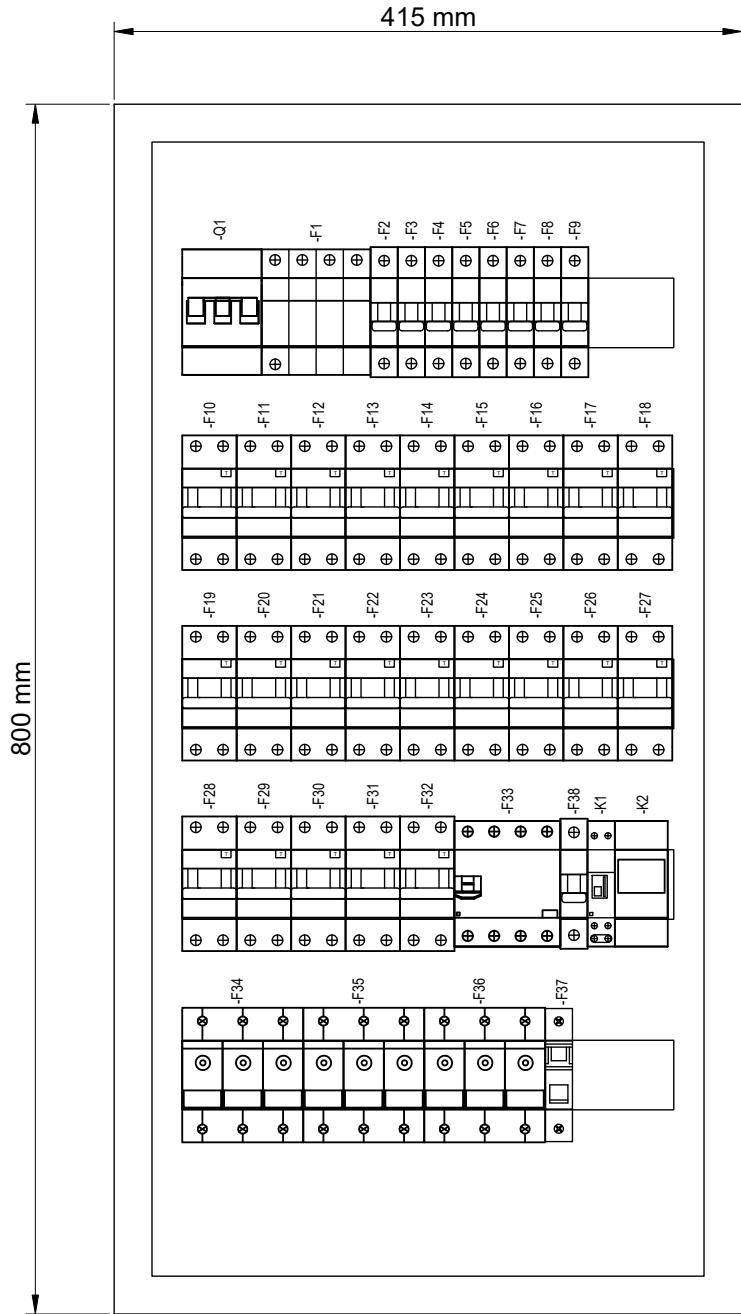 415 mm
800 mm
-Q1 -F1 -F2 -F3 -F4 -F5 -F6 -F7 -F8 -F9
-F10 -F11 -F12 -F13 -F14 -F15 -F16 -F17 -F18
T T T T T T T T T
-F19 -F20 -F21 -F22 -F23 -F24 -F25 -F26 -F27
T T T T T T T T T
-F28 -F29 -F30 -F31 -F32 -F33 -F38 -K1 -K2
T T T T T
-F34 -F35 -F36 -F37